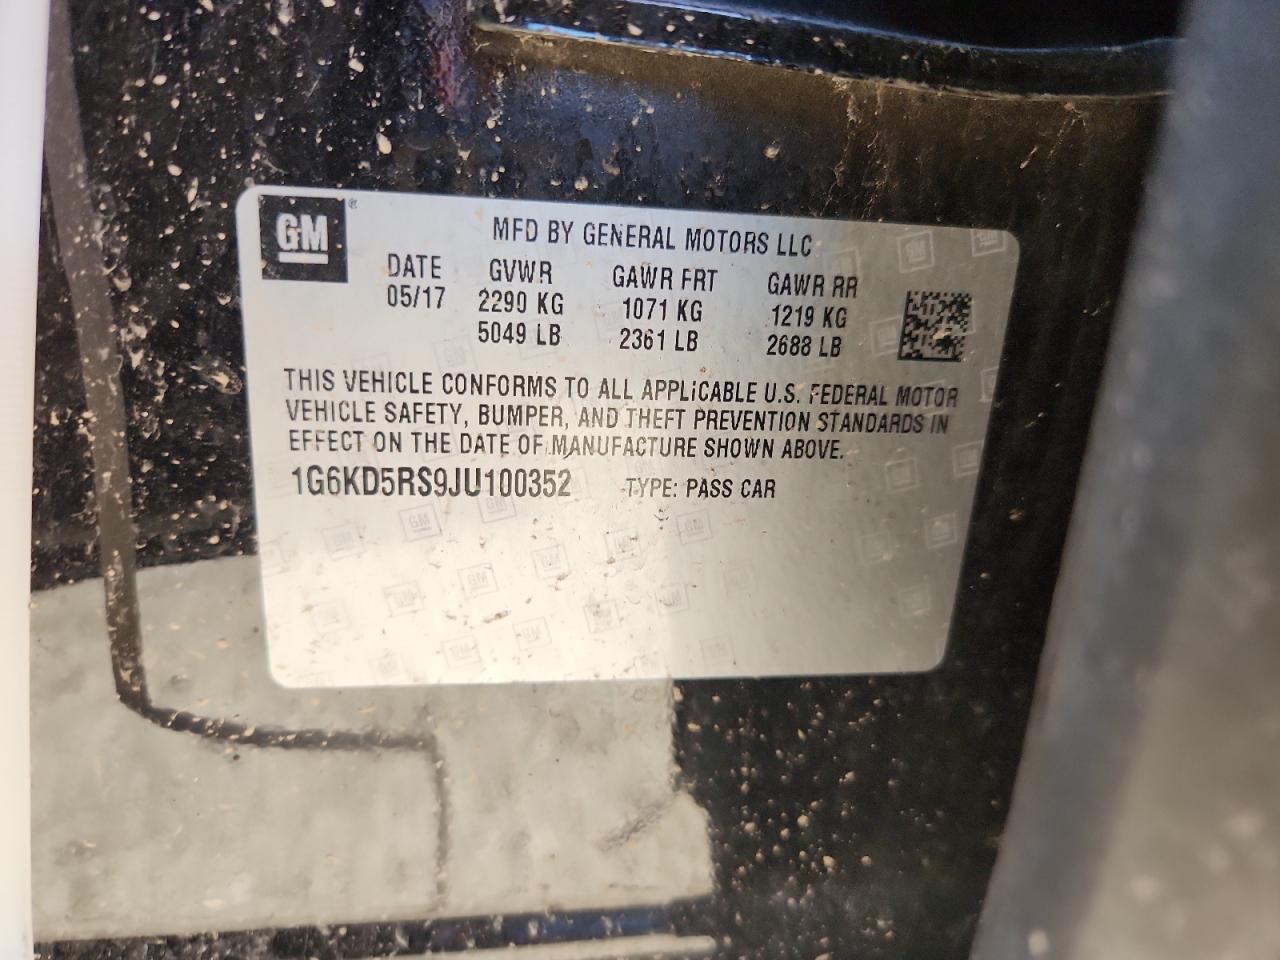 GM ®
MFD BY GENERAL MOTORS LLC
DATE GVWR GAWR FRT GAWR RR
05/17 2290 KG 1071 KG 1219 KG
5049 LB 2361 LB 2688 LB
THIS VEHICLE CONFORMS TO ALL APPLICABLE U.S. FEDERAL MOTOR
VEHICLE SAFETY, BUMPER, AND THEFT PREVENTION STANDARDS IN
EFFECT ON THE DATE OF MANUFACTURE SHOWN ABOVE.
1G6KD5RS9JU100352 TYPE: PASS CAR